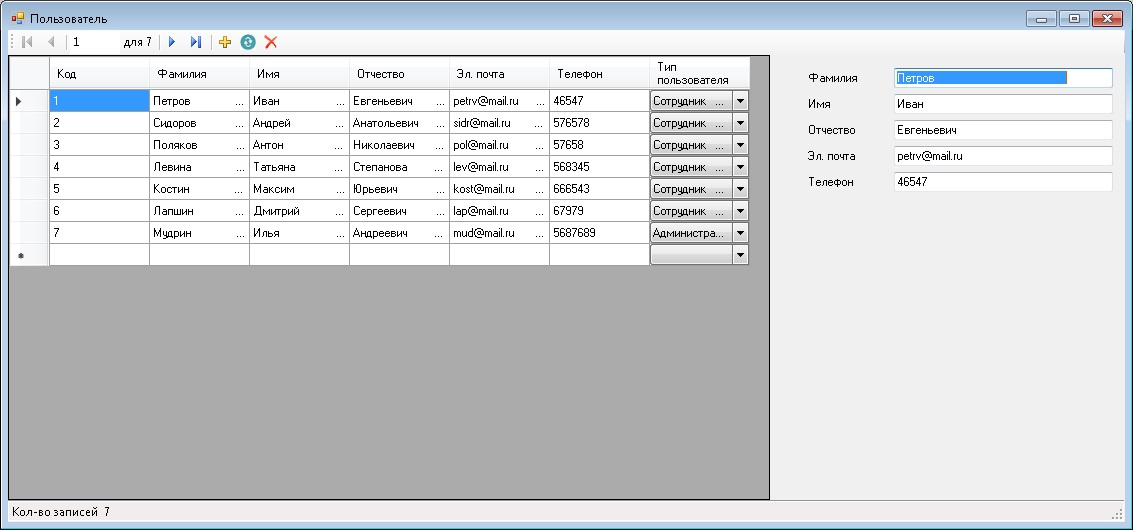 Пользователь
1 для 7
Код Фамилия Имя Отчество Эл. почта Телефон Тип пользователя
1 Петров ... Иван ... Евгеньевич ... petrv@mail.ru ... 46547 Сотрудник ...
2 Сидоров ... Андрей ... Анатольевич ... sidr@mail.ru ... 576578 Сотрудник ...
3 Поляков ... Антон ... Николаевич ... pol@mail.ru ... 57658 Сотрудник ...
4 Левина ... Татьяна ... Степанова ... lev@mail.ru ... 568345 Сотрудник ...
5 Костин ... Максим ... Юрьевич ... kost@mail.ru ... 666543 Сотрудник ...
6 Лапшин ... Дмитрий ... Сергеевич ... lap@mail.ru ... 67979 Сотрудник ...
7 Мудрин ... Илья ... Андреевич ... mud@mail.ru ... 5687689 Администра...
Фамилия Петров
Имя Иван
Отчество Евгеньевич
Эл. почта petrv@mail.ru
Телефон 46547
Кол-во записей 7